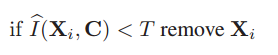 if Î(X_i, C) < T remove X_i